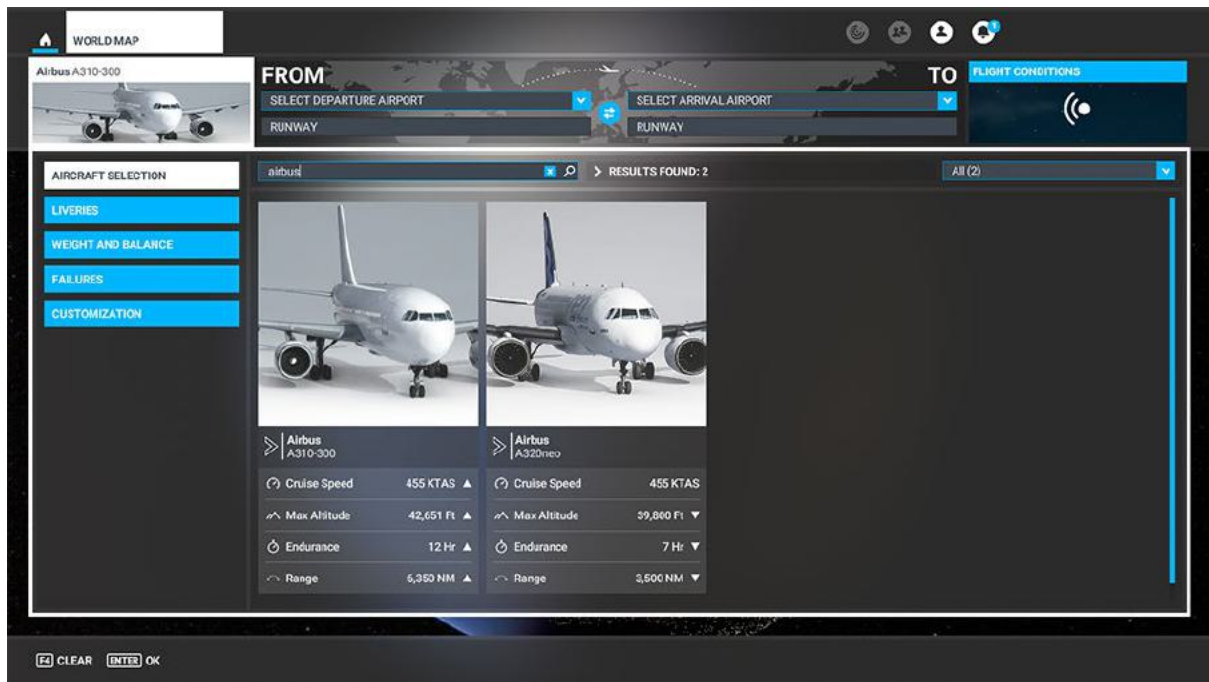 WORLD MAP
1
Airbus A310-300
FROM
TO
FLIGHT CONDITIONS
SELECT DEPARTURE AIRPORT
SELECT ARRIVAL AIRPORT
RUNWAY
RUNWAY
AIRCRAFT SELECTION
LIVERIES
WEIGHT AND BALANCE
FAILURES
CUSTOMIZATION
airbus
RESULTS FOUND: 2
All (2)
Airbus
A310-300
Cruise Speed 455 KTAS ▲
Max Altitude 42,651 Ft ▲
Endurance 12 Hr ▲
Range 6,350 NM ▲
Airbus
A320neo
Cruise Speed 455 KTAS
Max Altitude 39,800 Ft ▼
Endurance 7 Hr ▼
Range 3,500 NM ▼
F4 CLEAR ENTER OK